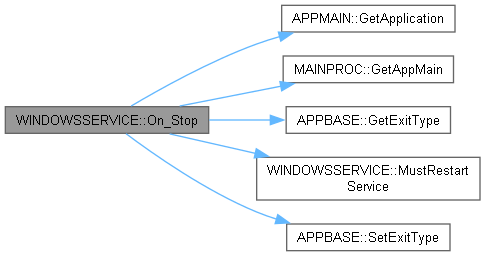 APPMAIN::GetApplication
MAINPROC::GetAppMain
WINDOWSSERVICE::On_Stop
APPBASE::GetExitType
WINDOWSSERVICE::MustRestart
Service
APPBASE::SetExitType